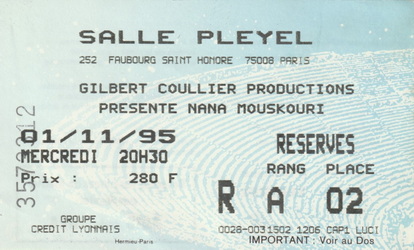 SALLE PLEYEL
252 FAUBOURG SAINT HONORE 75008 PARIS
GILBERT COULLIER PRODUCTIONS
PRESENTE NANA MOUSKOURI
01/11/95 RESERVES
MERCREDI 20H30 RANG PLACE
Prix : 280 F R A 02
GROUPE
CREDIT LYONNAIS
0028-0031502 1206 CAP1 LUCI
Hermieu-Paris
IMPORTANT : Voir au Dos